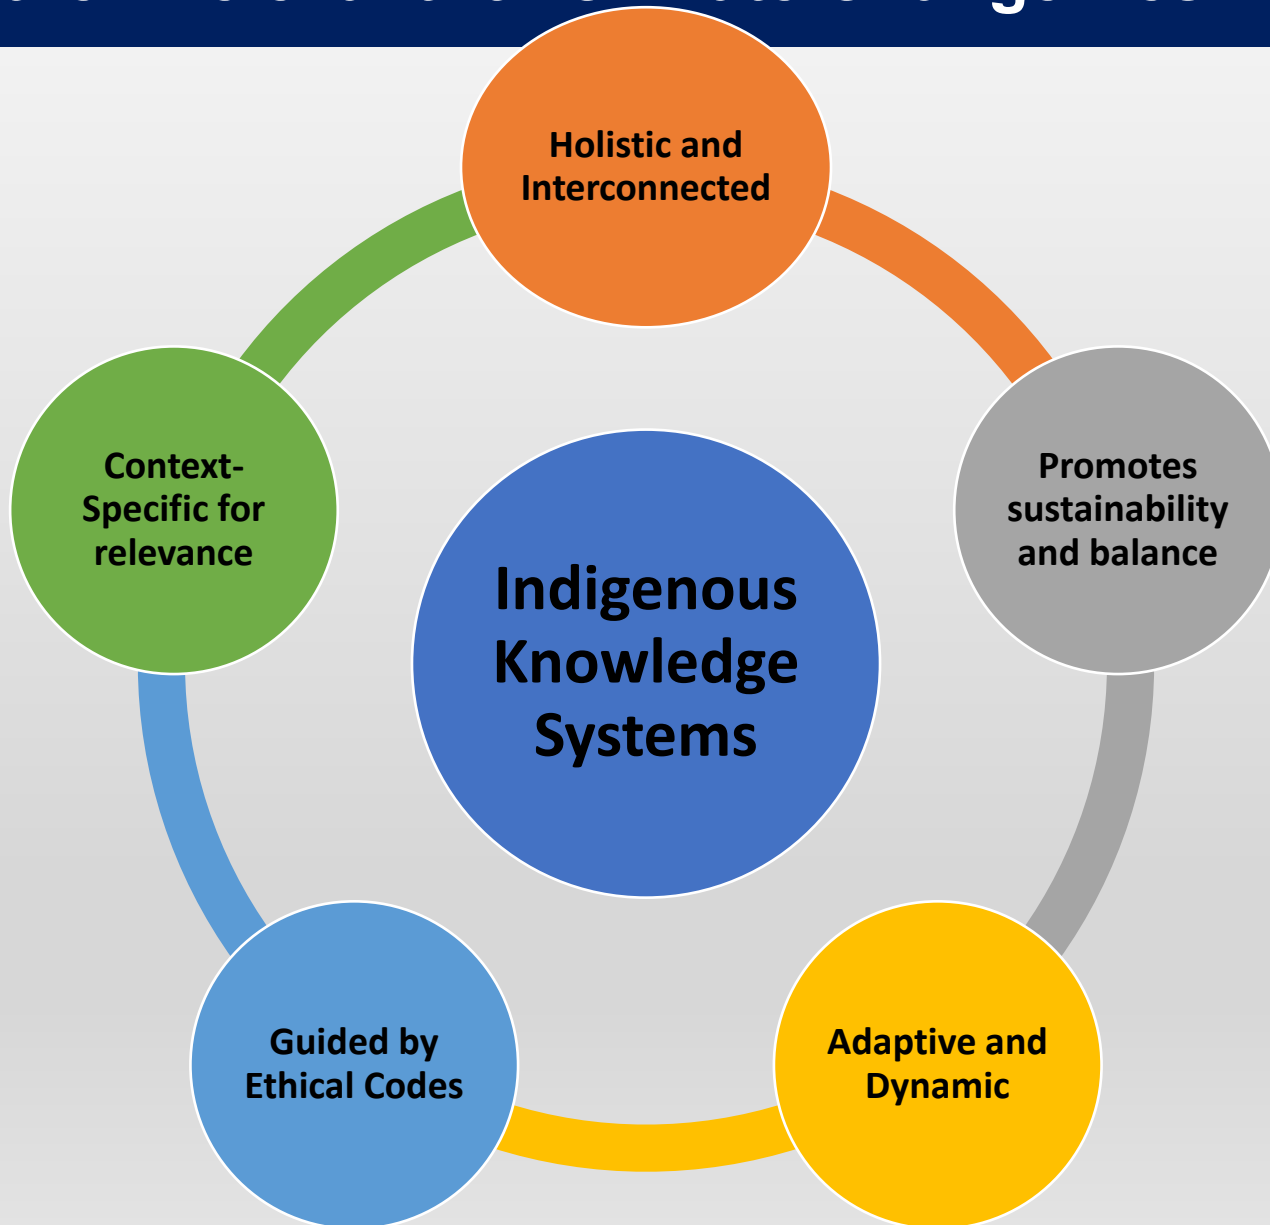 Holistic and
Interconnected
Promotes
sustainability
and balance
Adaptive and
Dynamic
Guided by
Ethical Codes
Context-
Specific for
relevance
Indigenous
Knowledge
Systems